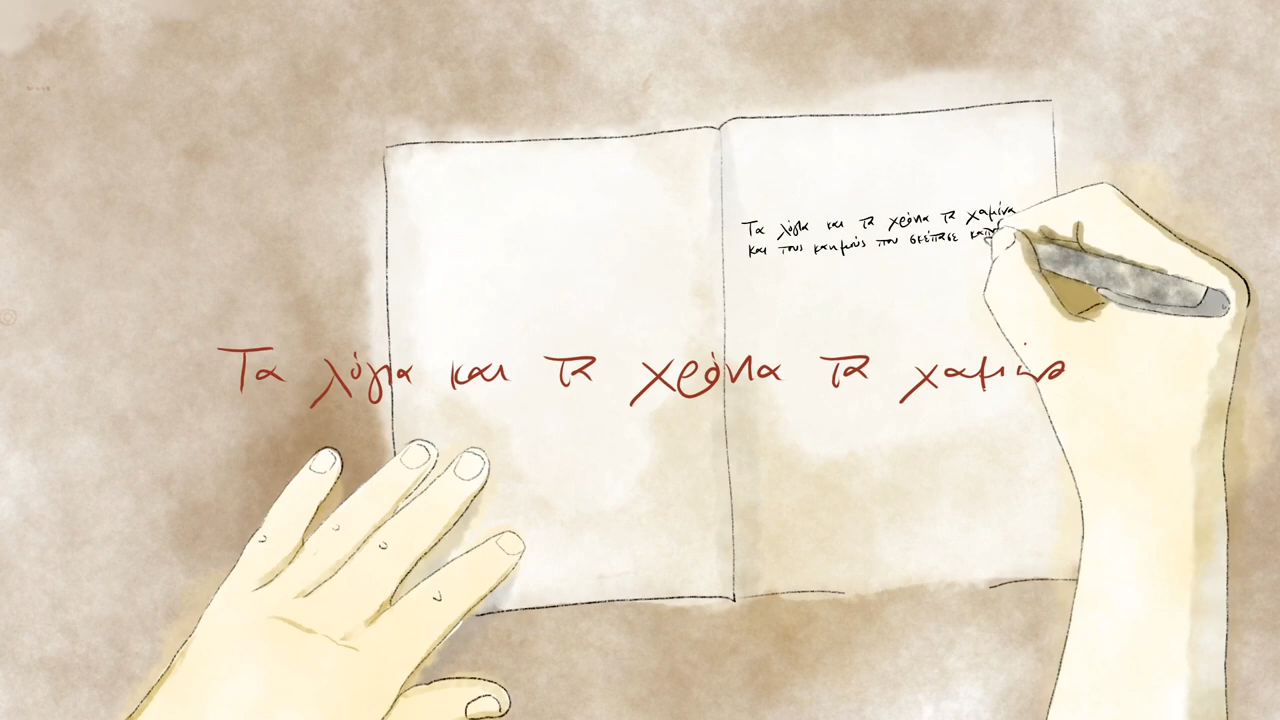 Τα λόγια και τα χρόνια τα χαμένα
και τους καημούς που σκέπασε
Τα λόγια και τα χρόνια τα χαμένα